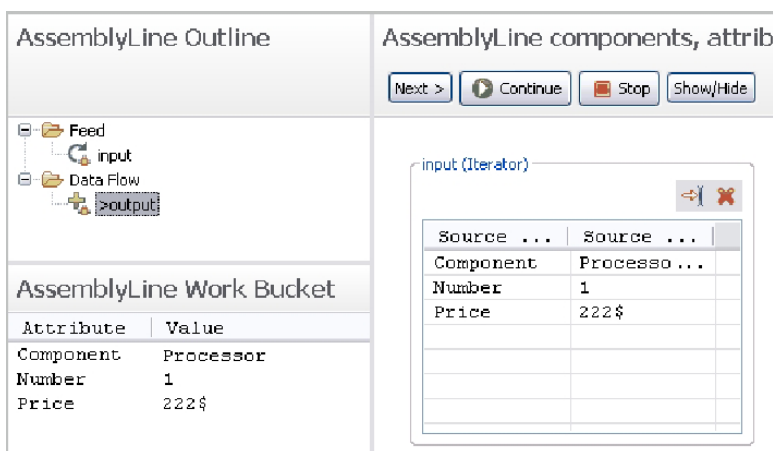 AssemblyLine Outline
Feed
input
Data Flow
>output
AssemblyLine Work Bucket
Attribute Value
Component Processor
Number 1
Price 222$
AssemblyLine components, attrib
Next > Continue Stop Show/Hide
input (Iterator)
Source ... Source ...
Component Processo...
Number 1
Price 222$